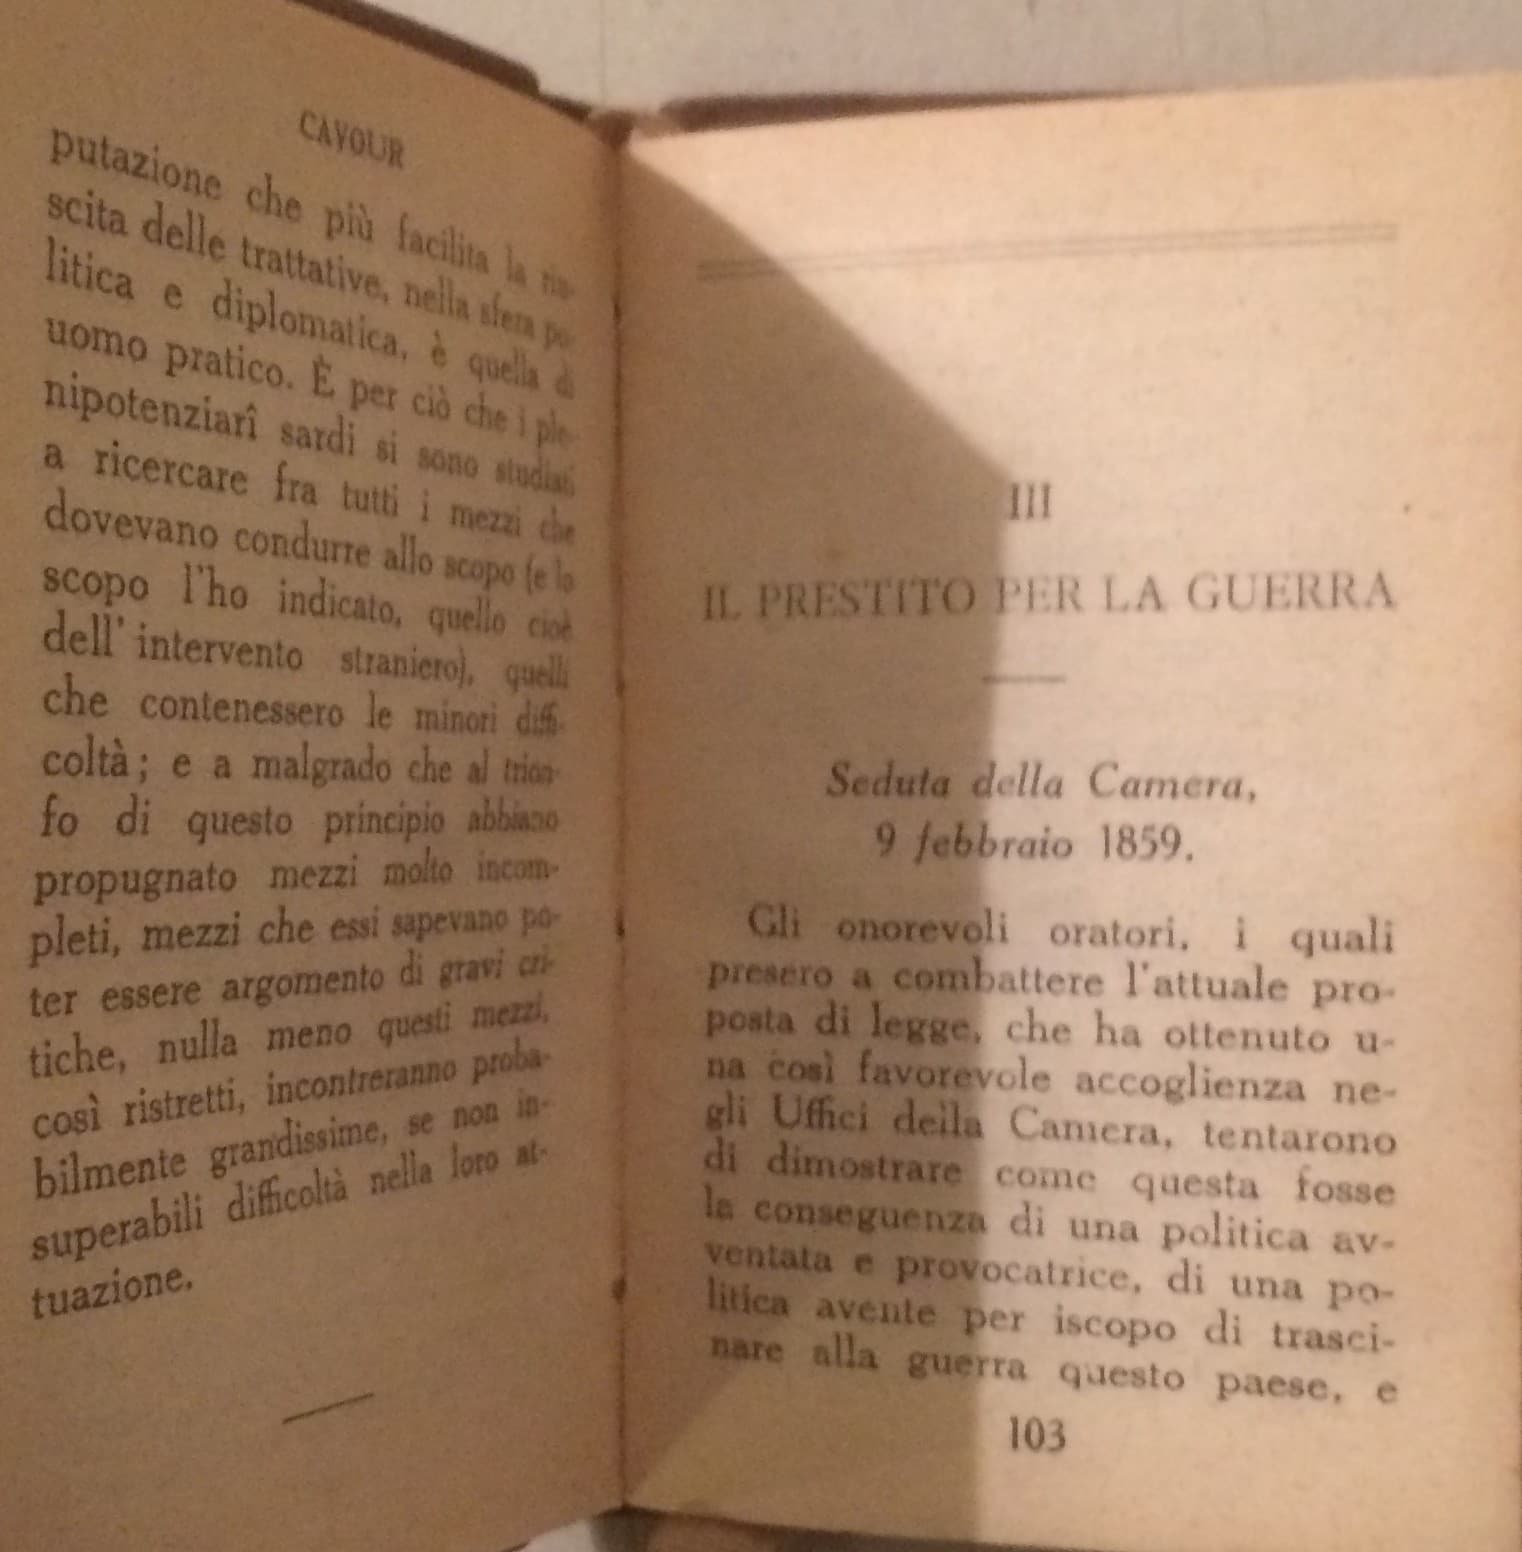 CAVOUR
putazione che più facilita la riu-
scita delle trattative, nella sfera po-
litica e diplomatica, è quella di
uomo pratico. È per ciò che i ple-
nipotenziarî sardi si sono studiati
a ricercare fra tutti i mezzi che
dovevano condurre allo scopo (e lo
scopo l'ho indicato, quello cioè
dell'intervento straniero), quelli
che contenessero le minori diffi-
coltà; e a malgrado che al trion-
fo di questo principio abbiano
propugnato mezzi molto incom-
pleti, mezzi che essi sapevano po-
ter essere argomento di gravi cri-
tiche, nulla meno questi mezzi,
così ristretti, incontreranno proba-
bilmente grandissime, se non in-
superabili difficoltà nella loro at-
tuazione.
III
IL PRESTITO PER LA GUERRA
Seduta della Camera,
9 febbraio 1859.
Gli onorevoli oratori, i quali
presero a combattere l'attuale pro-
posta di legge, che ha ottenuto u-
na così favorevole accoglienza ne-
gli Uffici della Camera, tentarono
di dimostrare come questa fosse
la conseguenza di una politica av-
ventata e provocatrice, di una po-
litica avente per iscopo di trasci-
nare alla guerra questo paese, e
103